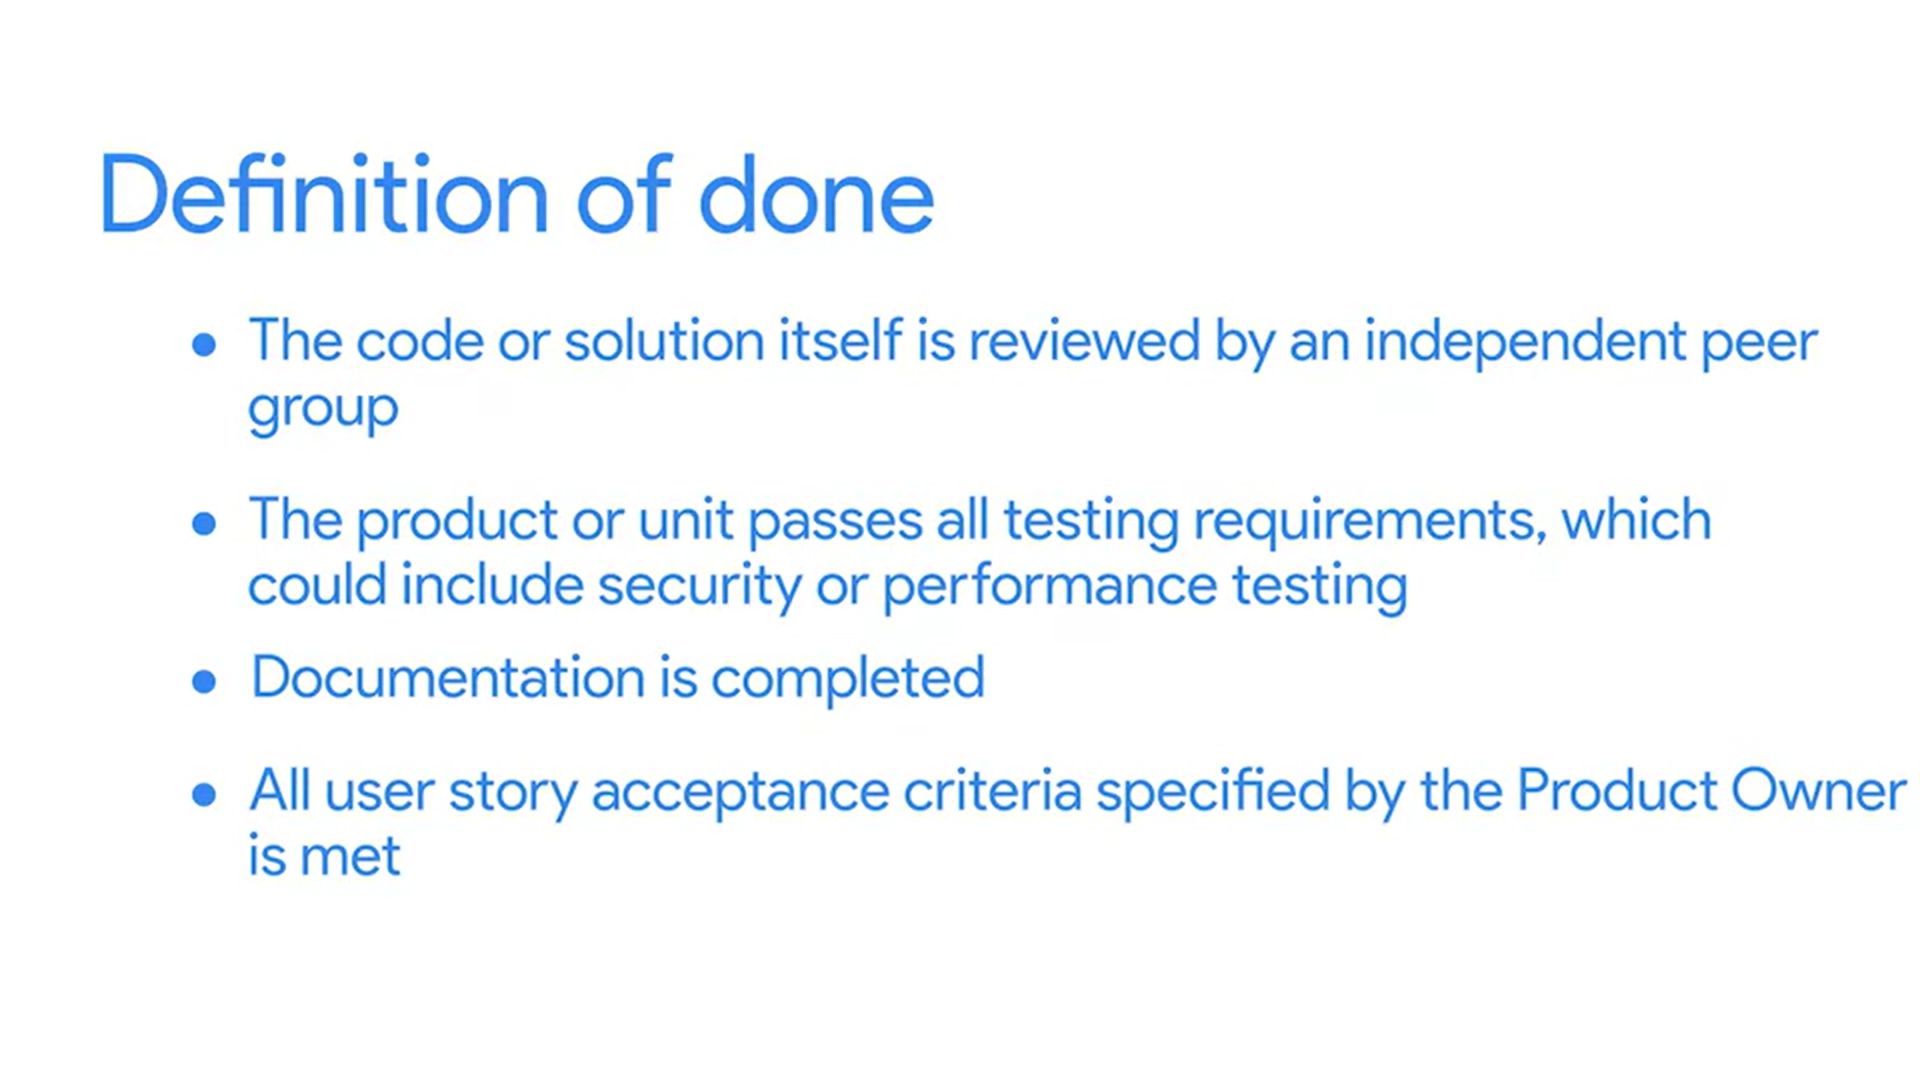 Definition of done
• The code or solution itself is reviewed by an independent peer
group
• The product or unit passes all testing requirements, which
could include security or performance testing
• Documentation is completed
• All user story acceptance criteria specified by the Product Owner
is met